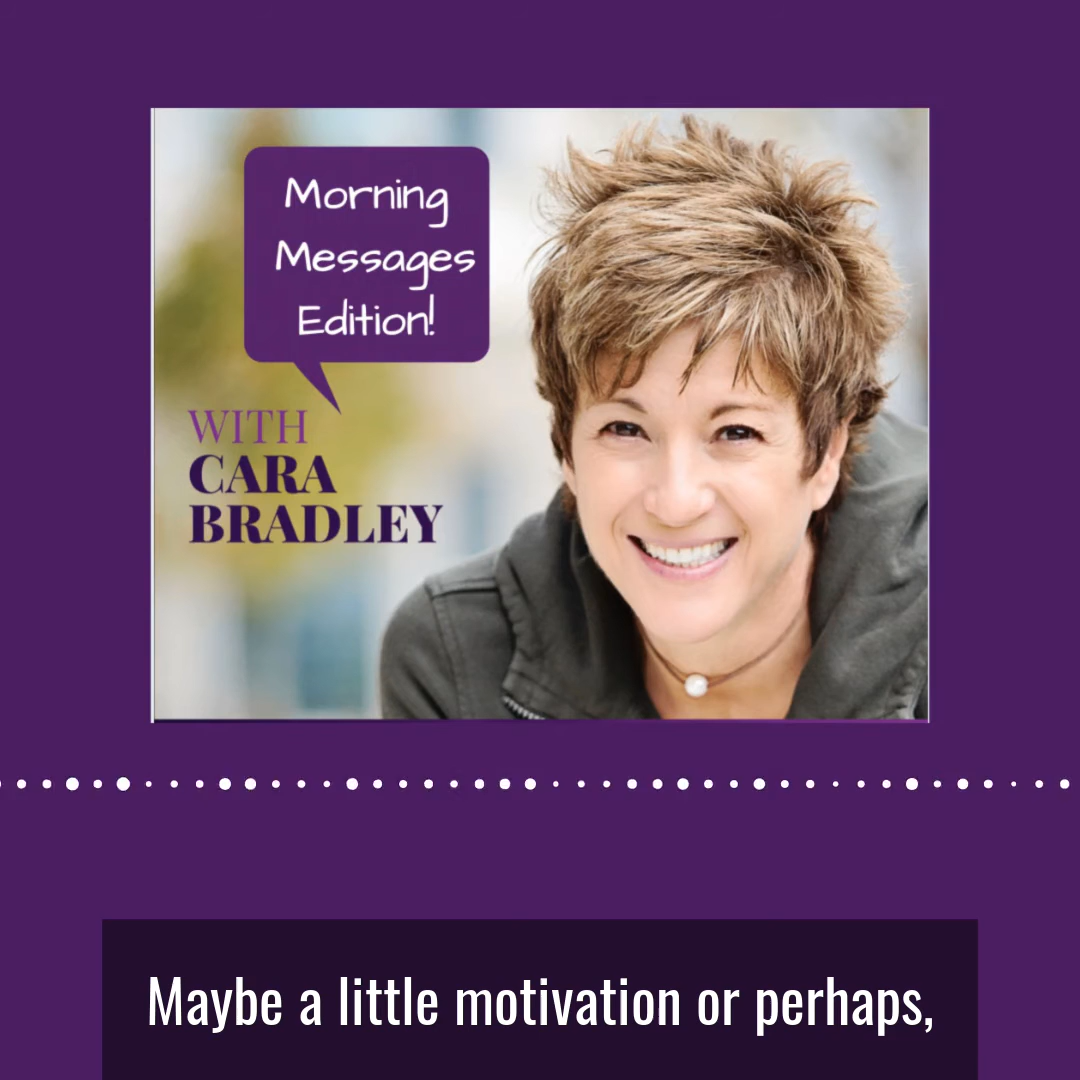 Morning
Messages
Edition!
WITH
CARA
BRADLEY
Maybe a little motivation or perhaps,